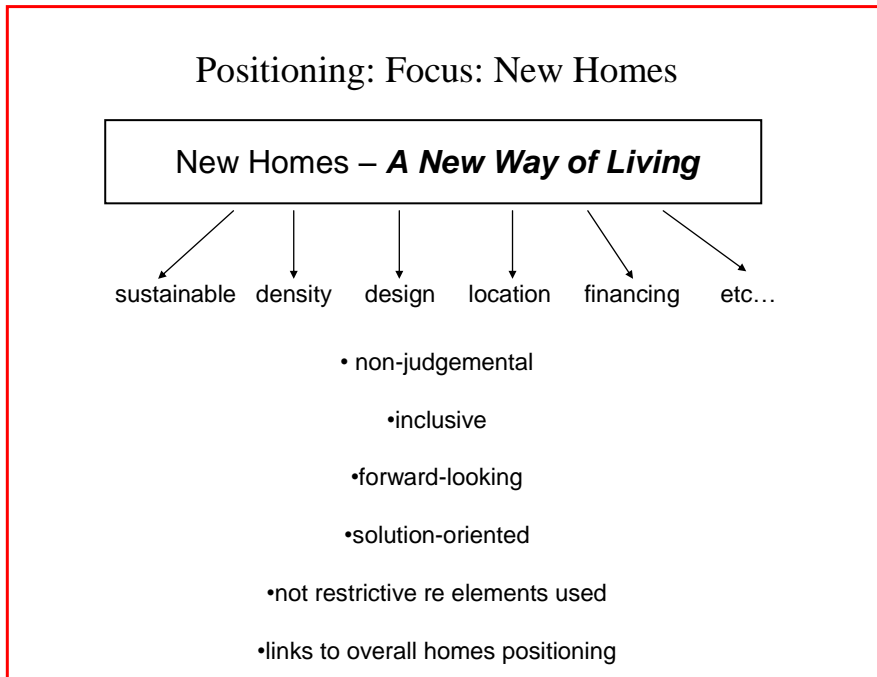 Positioning: Focus: New Homes
New Homes – A New Way of Living
sustainable density design location financing etc…
• non-judgemental
•inclusive
•forward-looking
•solution-oriented
•not restrictive re elements used
•links to overall homes positioning